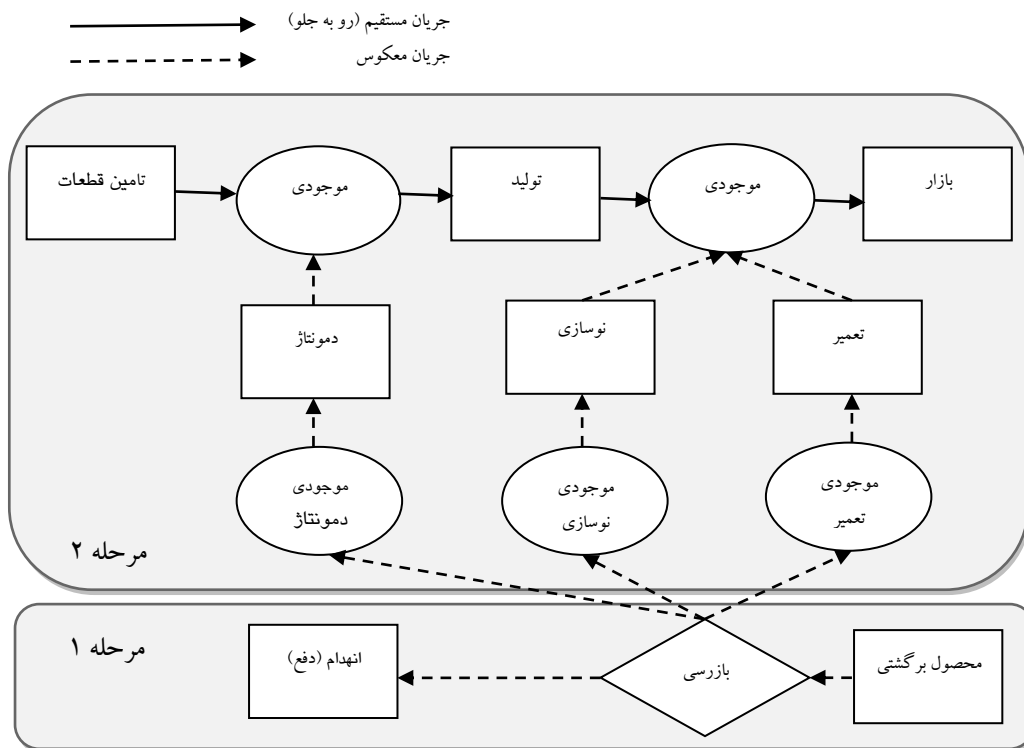 جریان مستقیم (رو به جلو)
جریان معکوس
بازار
موجودی
تولید
موجودی
تامین قطعات
تعمیر
نوسازی
دمونتاژ
موجودی
تعمیر
موجودی
نوسازی
موجودی
دمونتاژ
مرحله ۲
محصول برگشتی
بازرسی
انهدام (دفع)
مرحله ۱